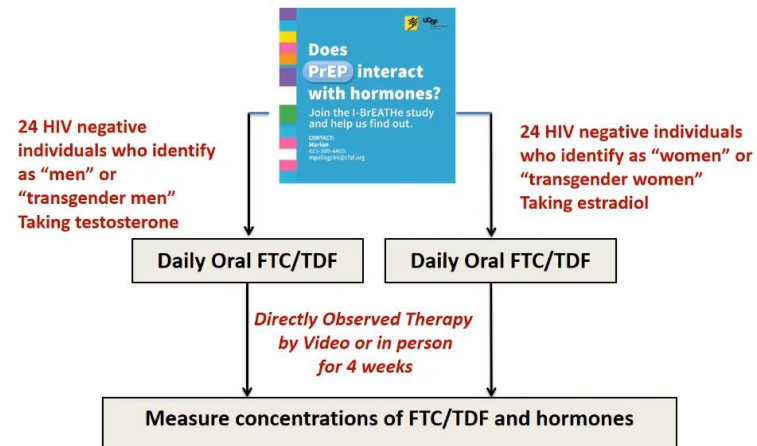 UCSF
Does
PrEP interact
with hormones?
Join the I-BrEATHe study
and help us find out.
CONTACT:
Marion
24 HIV negative
individuals who identify
as “men” or
“transgender men”
Taking testosterone
24 HIV negative individuals
who identify as “women” or
“transgender women”
Taking estradiol
Daily Oral FTC/TDF
Daily Oral FTC/TDF
Directly Observed Therapy
by Video or in person
for 4 weeks
Measure concentrations of FTC/TDF and hormones